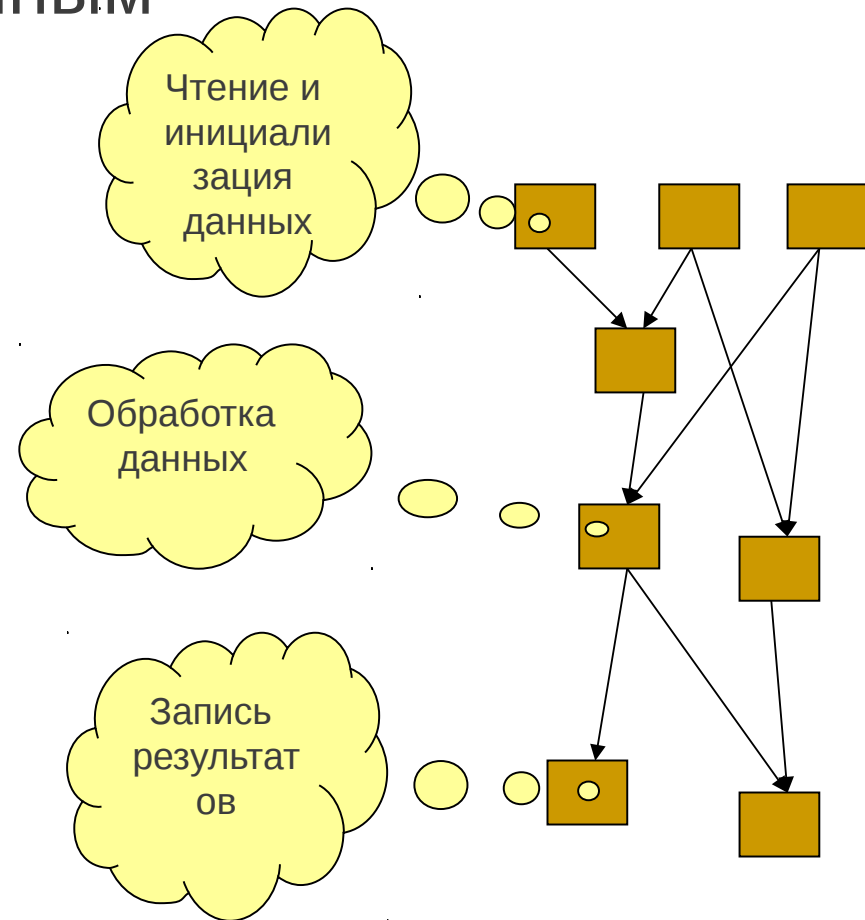 Чтение и
инициали
зация
данных
Обработка
данных
Запись
результат
ов